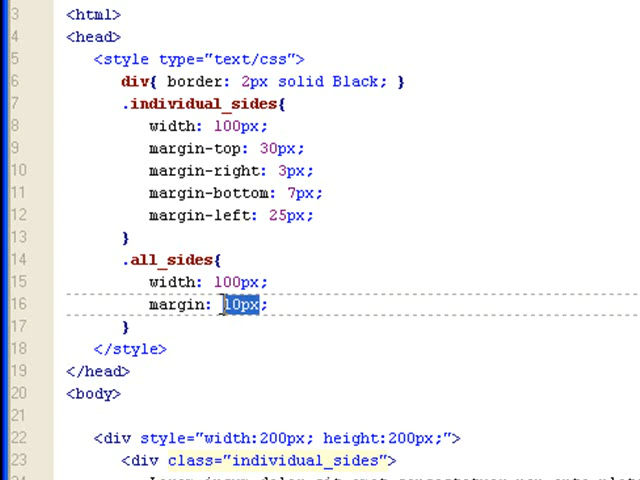 3 <html>
4 <head>
5 <style type="text/css">
6 div{ border: 2px solid Black; }
7 .individual_sides{
8 width: 100px;
9 margin-top: 30px;
10 margin-right: 3px;
11 margin-bottom: 7px;
12 margin-left: 25px;
13 }
14 .all_sides{
15 width: 100px;
16 margin: 10px;
17 }
18 </style>
19 </head>
20 <body>
21
22 <div style="width:200px; height:200px;">
23 <div class="individual_sides">